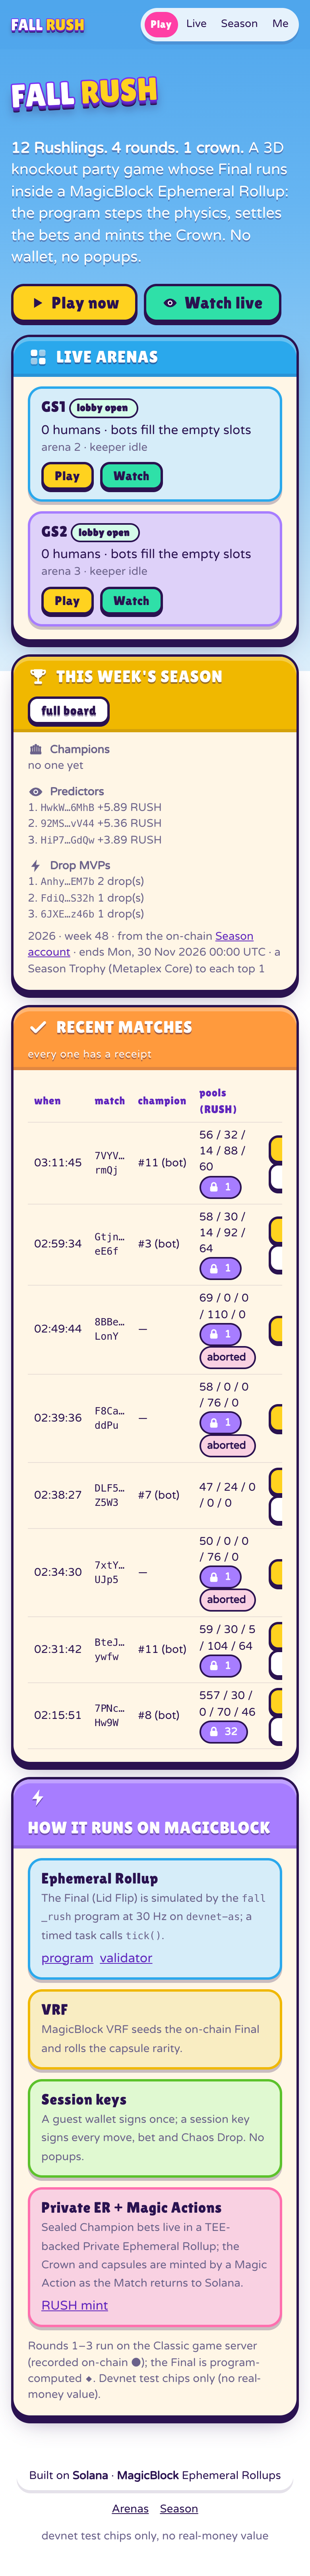 FALL RUSH
Play
Live
Season
Me
FALL RUSH
12 Rushlings. 4 rounds. 1 crown. A 3D
knockout party game whose Final runs
inside a MagicBlock Ephemeral Rollup:
the program steps the physics, settles
the bets and mints the Crown. No
wallet, no popups.
Play now
Watch live
LIVE ARENAS
GS1 lobby open
0 humans · bots fill the empty slots
arena 2 · keeper idle
Play
Watch
GS2 lobby open
0 humans · bots fill the empty slots
arena 3 · keeper idle
Play
Watch
THIS WEEK'S SEASON
full board
Champions
no one yet
Predictors
1. HwkW…6MhB +5.89 RUSH
2. 92MS…vV44 +5.36 RUSH
3. HiP7…GdQw +3.89 RUSH
Drop MVPs
1. Anhy…EM7b 2 drop(s)
2. FdiQ…S32h 1 drop(s)
3. 6JXE…z46b 1 drop(s)
2026 · week 48 · from the on-chain Season
account · ends Mon, 30 Nov 2026 00:00 UTC · a
Season Trophy (Metaplex Core) to each top 1
RECENT MATCHES
every one has a receipt
when match champion pools
(RUSH)
03:11:45 7VYV…
rmQj #11 (bot) 56 / 32 /
14 / 88 /
60
1
02:59:34 Gtjn…
eE6f #3 (bot) 58 / 30 /
14 / 92 /
64
1
02:49:44 8BBe…
LonY — 69 / 0 / 0
/ 110 / 0
1
aborted
02:39:36 F8Ca…
ddPu — 58 / 0 / 0
/ 76 / 0
1
aborted
02:38:27 DLF5…
Z5W3 #7 (bot) 47 / 24 / 0
/ 0 / 0
02:34:30 7xtY…
UJp5 — 50 / 0 / 0
/ 76 / 0
1
aborted
02:31:42 BteJ…
ywfw #11 (bot) 59 / 30 / 5
/ 104 / 64
1
02:15:51 7PNc…
Hw9W #8 (bot) 557 / 30 /
0 / 70 / 46
32
HOW IT RUNS ON MAGICBLOCK
Ephemeral Rollup
The Final (Lid Flip) is simulated by the fall
_rush program at 30 Hz on devnet-as; a
timed task calls tick().
program validator
VRF
MagicBlock VRF seeds the on-chain Final
and rolls the capsule rarity.
Session keys
A guest wallet signs once; a session key
signs every move, bet and Chaos Drop. No
popups.
Private ER + Magic Actions
Sealed Champion bets live in a TEE-
backed Private Ephemeral Rollup; the
Crown and capsules are minted by a Magic
Action as the Match returns to Solana.
RUSH mint
Rounds 1–3 run on the Classic game server
(recorded on-chain ●); the Final is program-
computed ◆. Devnet test chips only (no real-
money value).
Built on Solana · MagicBlock Ephemeral Rollups
Arenas Season
devnet test chips only, no real-money value